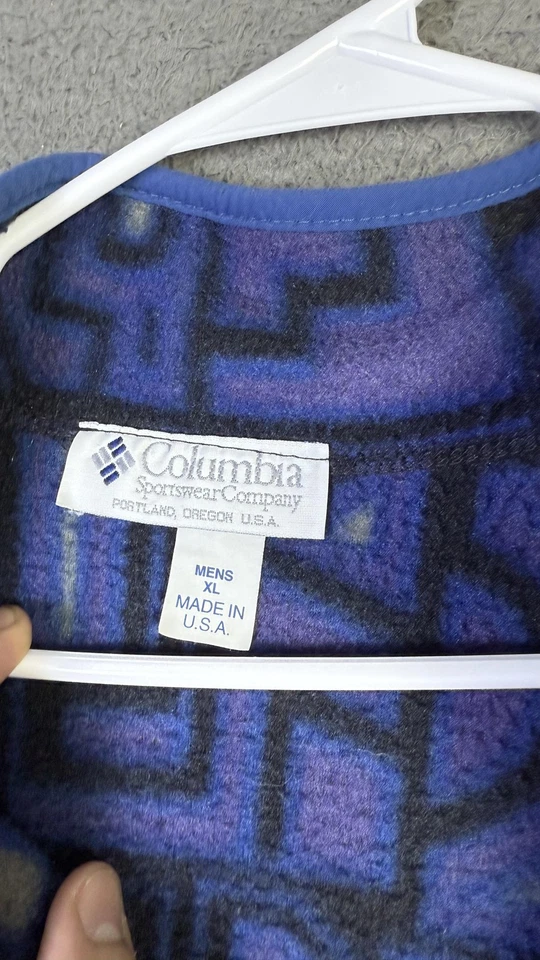 Columbia
Sportswear Company
PORTLAND, OREGON U.S.A.
MENS
XL
MADE IN
U.S.A.